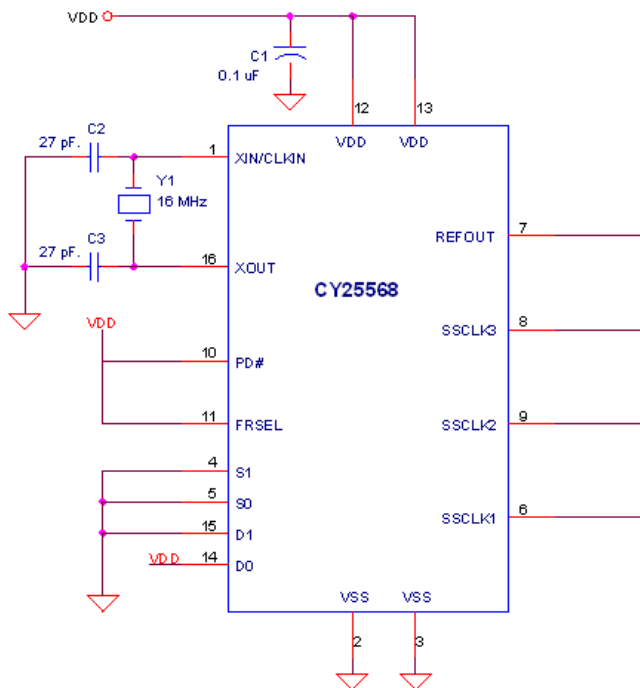 VDD
C1
0.1 uF
12
13
VDD
VDD
C2
27 pF.
1
XIN/CLKIN
Y1
16 MHz
C3
27 pF.
16
XOUT
7
REFOUT
CY25568
VDD
8
SSCLK3
10
PD#
11
FRSEL
9
SSCLK2
4
S1
5
S0
15
D1
6
SSCLK1
VDD
14
D0
VSS
VSS
2
3